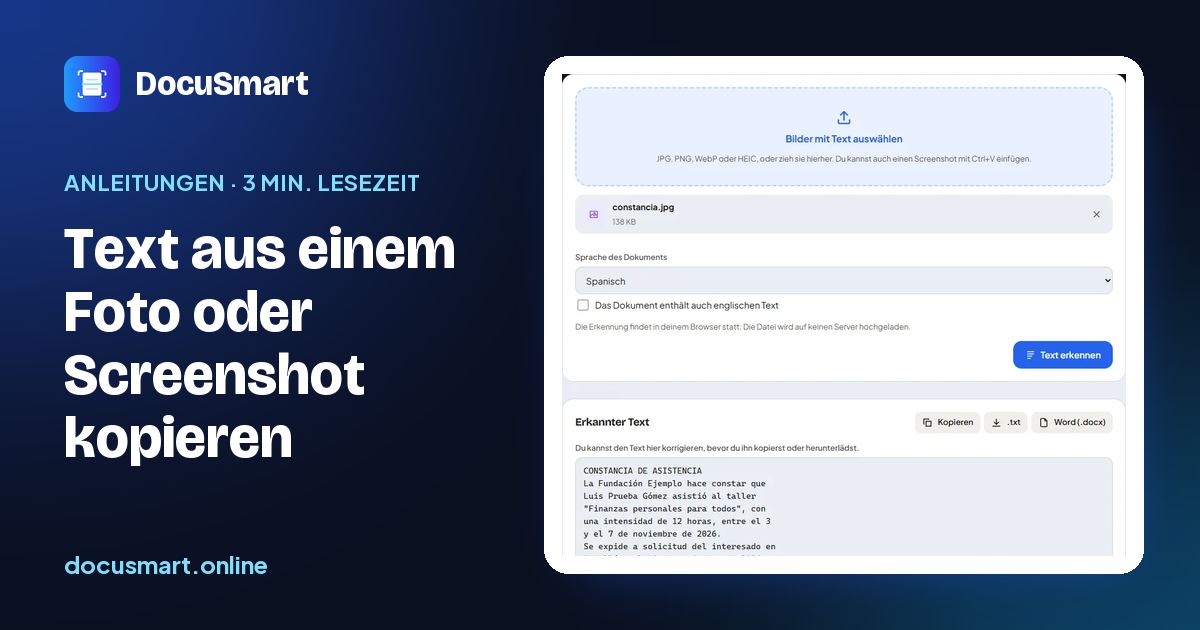 DocuSmart
ANLEITUNGEN · 3 MIN. LESEZEIT
Text aus einem
Foto oder
Screenshot
kopieren
docusmart.online
Bilder mit Text auswählen
JPG, PNG, WebP oder HEIC, oder zieh sie hierher. Du kannst auch einen Screenshot mit Ctrl+V einfügen.
constancia.jpg
138 KB
Sprache des Dokuments
Spanisch
Das Dokument enthält auch englischen Text
Die Erkennung findet in deinem Browser statt: Die Datei wird auf keinen Server hochgeladen.
Text erkennen
Erkannter Text
Kopieren
.txt
Word (.docx)
Du kannst den Text hier korrigieren, bevor du ihn kopierst oder herunterlädst.
CONSTANCIA DE ASISTENCIA
La Fundación Ejemplo hace constar que
Luis Prueba Gómez asistió al taller
"Finanzas personales para todos", con
una intensidad de 12 horas, entre el 3
y el 7 de noviembre de 2026.
Se expide a solicitud del interesado en